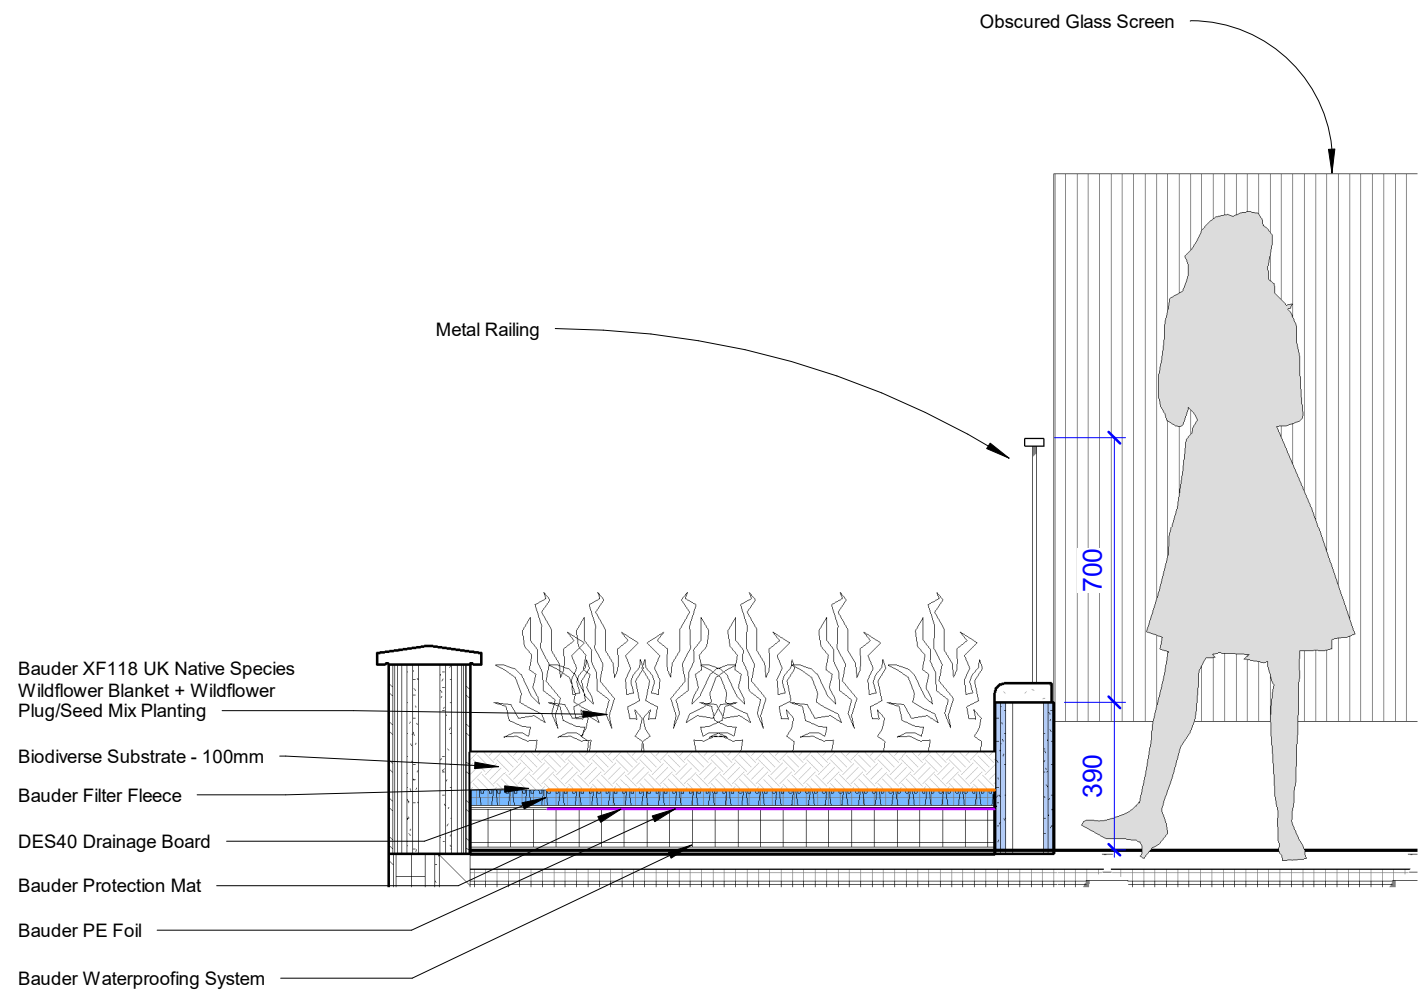 Obscured Glass Screen
Metal Railing
700
Bauder XF118 UK Native Species
Wildflower Blanket + Wildflower
Plug/Seed Mix Planting
Biodiverse Substrate - 100mm
390
Bauder Filter Fleece
DES40 Drainage Board
Bauder Protection Mat
Bauder PE Foil
Bauder Waterproofing System